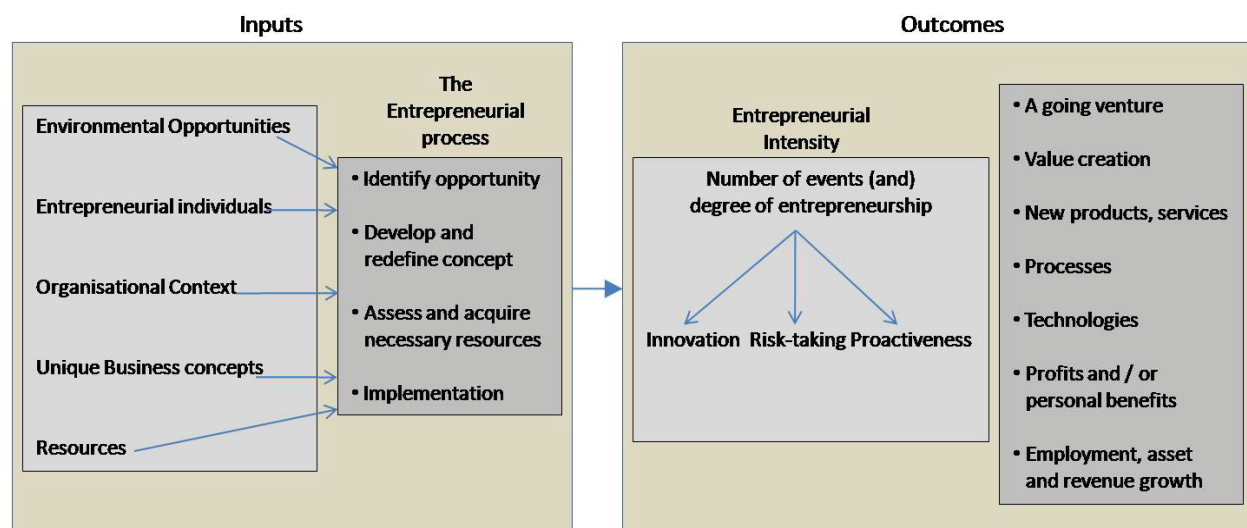 Inputs
Environmental Opportunities
Entrepreneurial individuals
Organisational Context
Unique Business concepts
Resources
The
Entrepreneurial
process
• Identify opportunity
• Develop and
redefine concept
• Assess and acquire
necessary resources
• Implementation
Outcomes
Entrepreneurial
Intensity
Number of events (and)
degree of entrepreneurship
Innovation Risk-taking Proactiveness
• A going venture
• Value creation
• New products, services
• Processes
• Technologies
• Profits and / or
personal benefits
• Employment, asset
and revenue growth